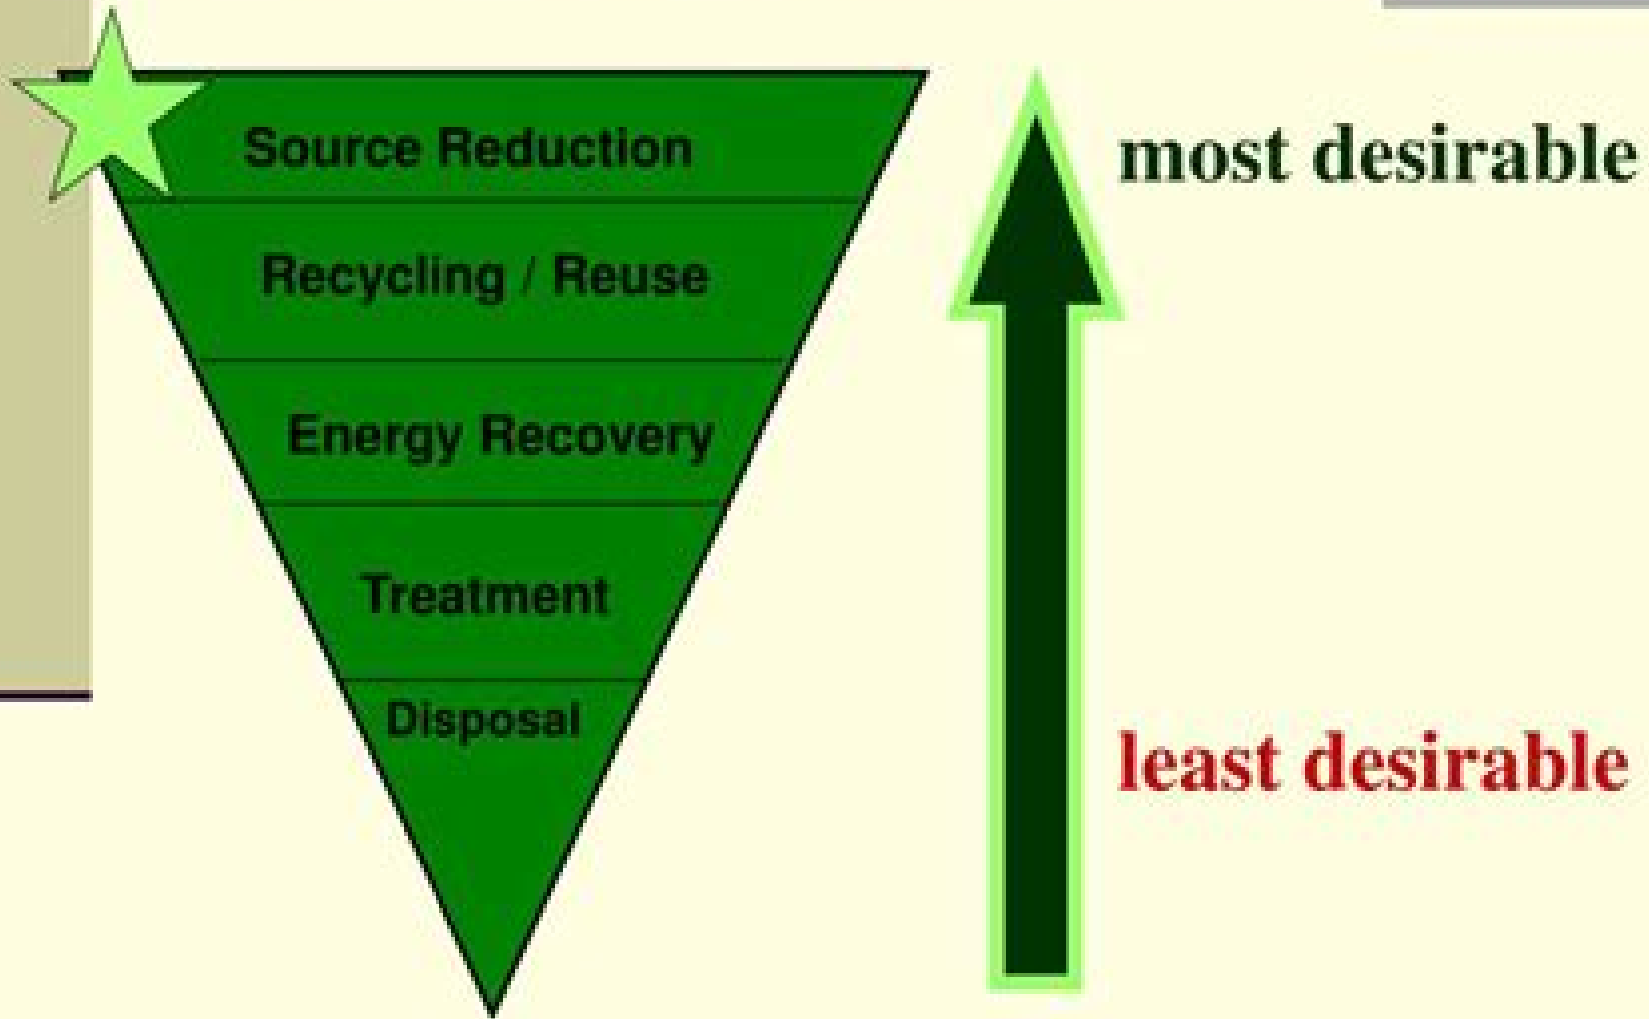 Source Reduction
most desirable
Recycling / Reuse
Energy Recovery
Treatment
Disposal
least desirable